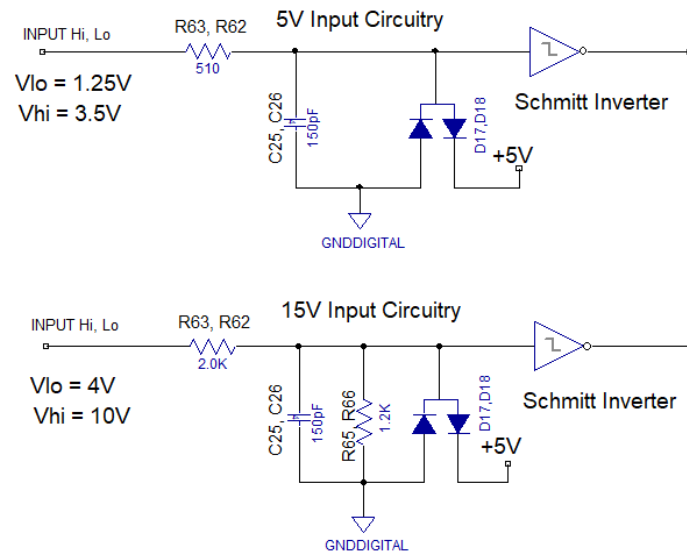 5V Input Circuitry
INPUT Hi, Lo
R63, R62
510
Vlo = 1.25V
Vhi = 3.5V
C25, C26
150pF
D17,D18
+5V
Schmitt Inverter
GNDDIGITAL
15V Input Circuitry
INPUT Hi, Lo
R63, R62
2.0K
Vlo = 4V
Vhi = 10V
C25, C26
150pF
R65, R66
1.2K
D17,D18
+5V
Schmitt Inverter
GNDDIGITAL